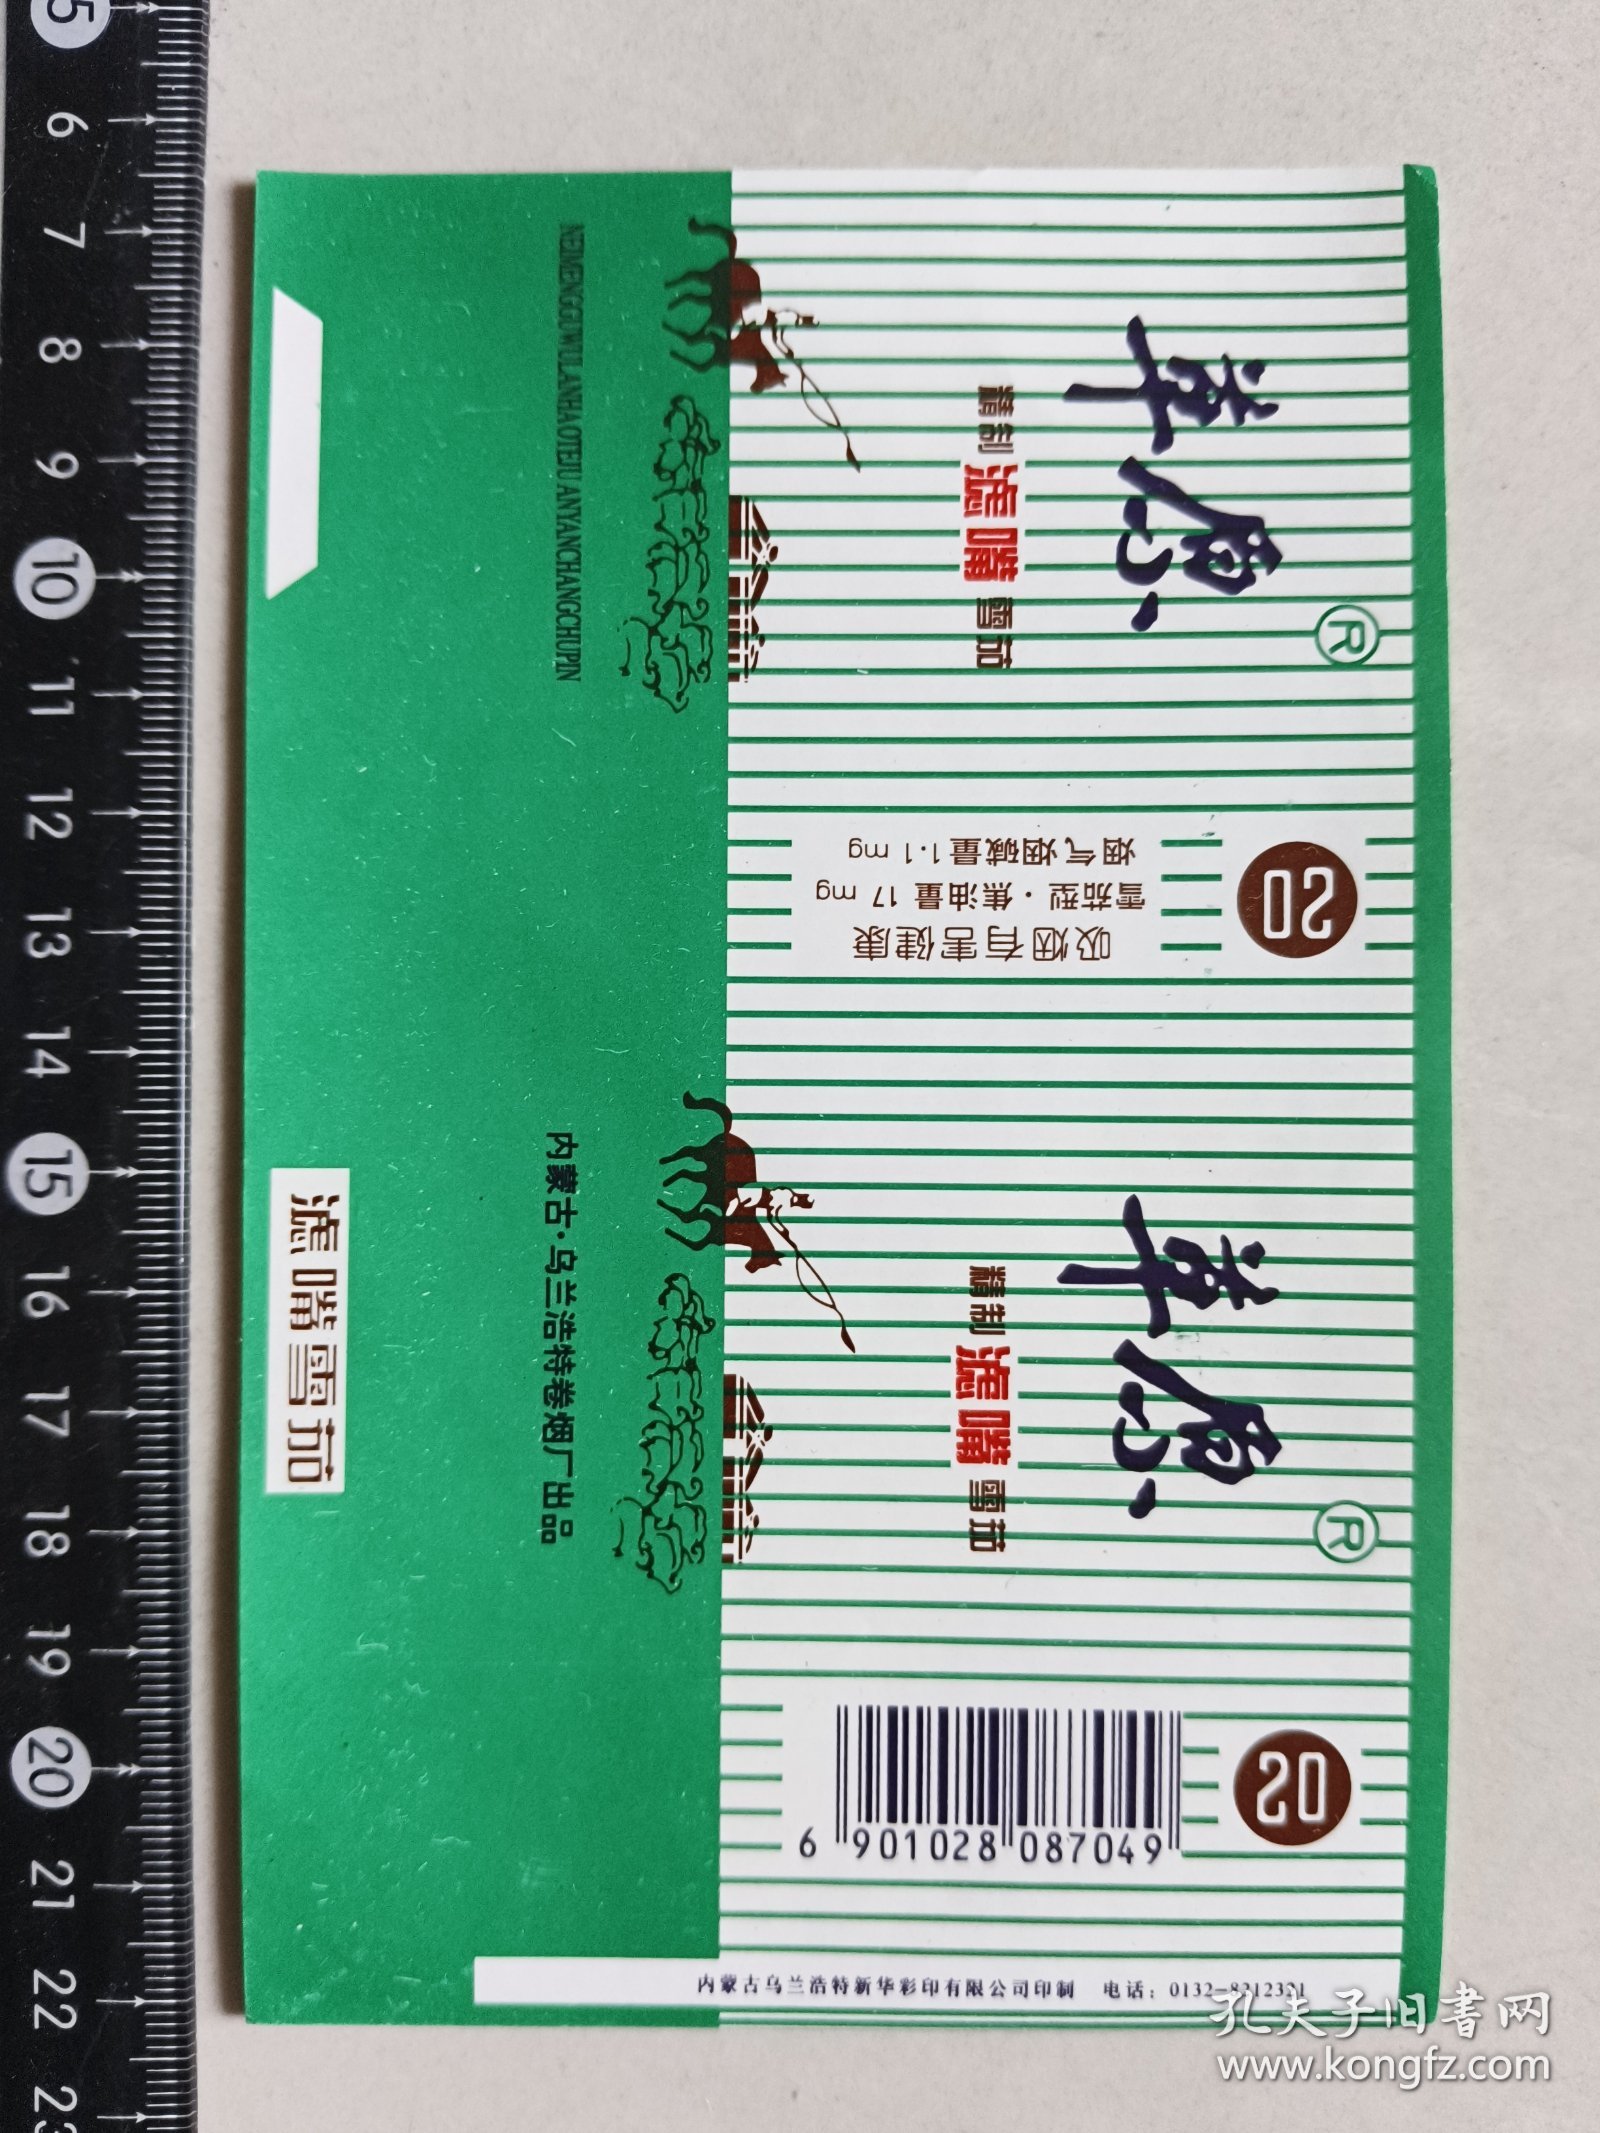 草原
®
精制 滤嘴 雪茄
NEIMENGGU WULANHAOTEJUANYANCHANGCHUPIN
20
吸烟有害健康
雪茄型·焦油量 17 mg
烟气烟碱量 1·1 mg
草原
®
精制 滤嘴 雪茄
内蒙古·乌兰浩特卷烟厂出品
滤嘴雪茄
20
6 901028 087049
内蒙古乌兰浩特新华彩印有限公司印制 电话：0132-8212321
孔夫子旧书网
www.kongfz.com
5
6
7
8
9
10
11
12
13
14
15
16
17
18
19
20
21
22